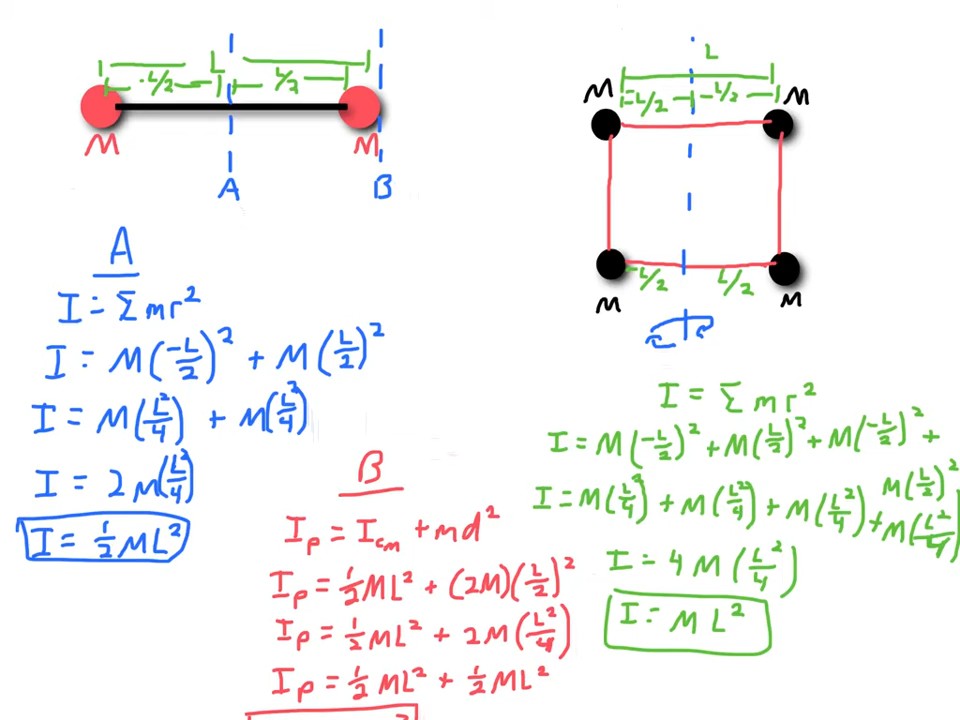 L
L/2 L/2
M M
A B
A
I = Σmr²
I = M(-L/2)² + M(L/2)²
I = M(L²/4) + M(L²/4)
I = 2M(L²/4)
I = ½ML²
B
Ip = Icm + md²
Ip = ½ML² + (2M)(L/2)²
Ip = ½ML² + 2M(L²/4)
Ip = ½ML² + ½ML²
L
-L/2 L/2
M M
-L/2 L/2
M M
I = Σmr²
I = M(-L/2)² + M(L/2)² + M(-L/2)² +
M(L/2)²
I = M(L²/4) + M(L²/4) + M(L²/4) + M(L²/4)
I = 4M(L²/4)
I = ML²